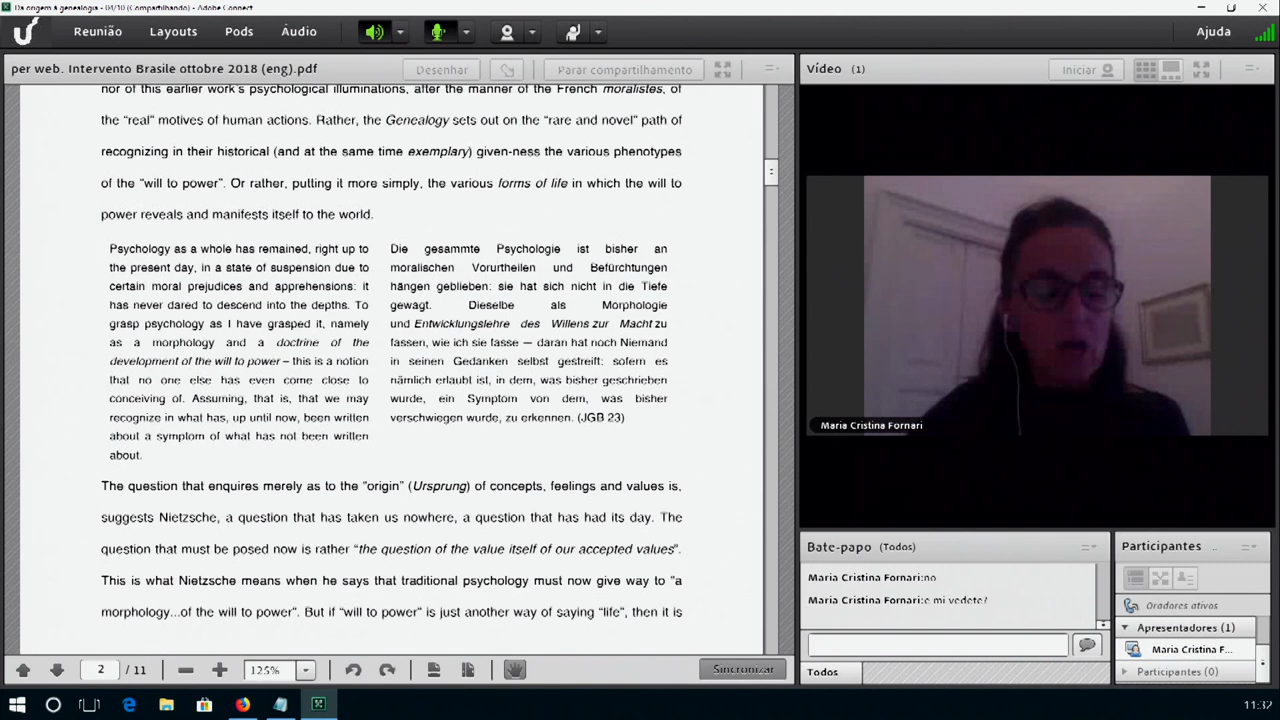 Da origem à genealogia - 04/10 (Compartilhando) - Adobe Connect
Reunião Layouts Pods Áudio Ajuda
per web. Intervento Brasile ottobre 2018 (eng).pdf
Desenhar
Parar compartilhamento
nor of this earlier work's psychological illuminations, after the manner of the French moralistes, of
the “real” motives of human actions. Rather, the Genealogy sets out on the “rare and novel” path of
recognizing in their historical (and at the same time exemplary) given-ness the various phenotypes
of the “will to power”. Or rather, putting it more simply, the various forms of life in which the will to
power reveals and manifests itself to the world.
Psychology as a whole has remained, right up to
the present day, in a state of suspension due to
certain moral prejudices and apprehensions: it
has never dared to descend into the depths. To
grasp psychology as I have grasped it, namely
as a morphology and a doctrine of the
development of the will to power – this is a notion
that no one else has even come close to
conceiving of. Assuming, that is, that we may
recognize in what has, up until now, been written
about a symptom of what has not been written
about.
Die gesammte Psychologie ist bisher an
moralischen Vorurtheilen und Befürchtungen
hängen geblieben: sie hat sich nicht in die Tiefe
gewagt. Dieselbe als Morphologie
und Entwicklungslehre des Willens zur Macht zu
fassen, wie ich sie fasse — daran hat noch Niemand
in seinen Gedanken selbst gestreift: sofern es
nämlich erlaubt ist, in dem, was bisher geschrieben
wurde, ein Symptom von dem, was bisher
verschwiegen wurde, zu erkennen. (JGB 23)
The question that enquires merely as to the “origin” (Ursprung) of concepts, feelings and values is,
suggests Nietzsche, a question that has taken us nowhere, a question that has had its day. The
question that must be posed now is rather “the question of the value itself of our accepted values”.
This is what Nietzsche means when he says that traditional psychology must now give way to “a
morphology...of the will to power”. But if “will to power” is just another way of saying “life”, then it is
2 / 11
125%
Sincronizar
Vídeo (1)
Iniciar
Maria Cristina Fornari
Bate-papo (Todos)
Maria Cristina Fornari:no
Maria Cristina Fornari:e mi vedete?
Todos
Participantes ..
Oradores ativos
Apresentadores (1)
Maria Cristina F...
Participantes (0)
11:32